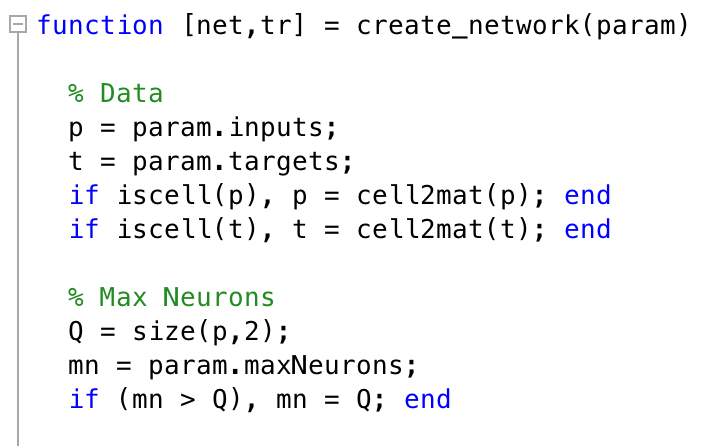 function [net,tr] = create_network(param)
% Data
p = param.inputs;
t = param.targets;
if iscell(p), p = cell2mat(p); end
if iscell(t), t = cell2mat(t); end
% Max Neurons
Q = size(p,2);
mn = param.maxNeurons;
if (mn > Q), mn = Q; end